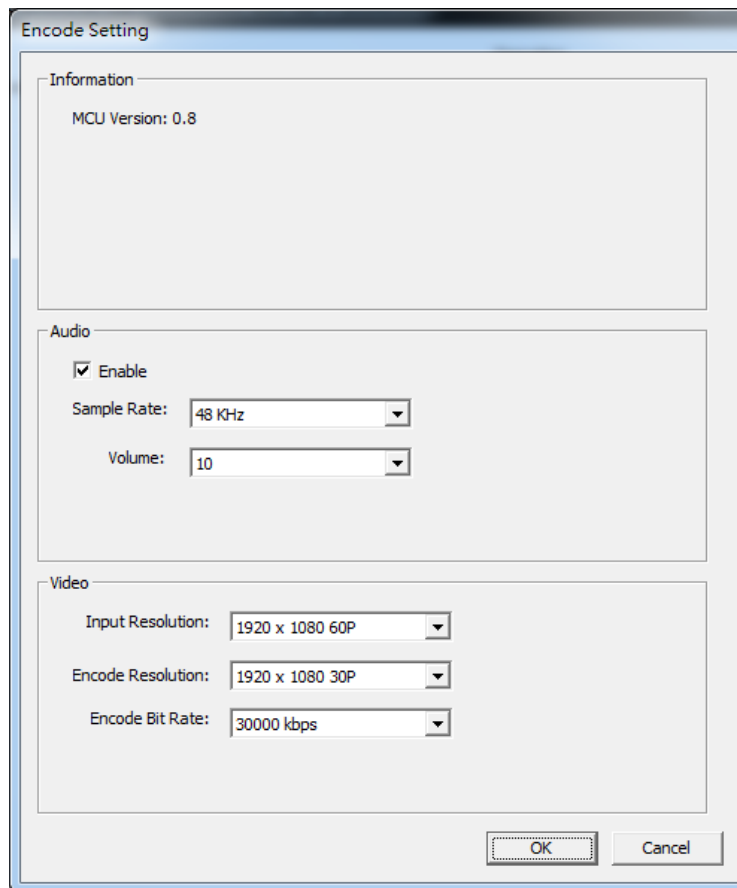 Encode Setting
Information
MCU Version: 0.8
Audio
Enable
Sample Rate: 48 KHz
Volume: 10
Video
Input Resolution: 1920 x 1080 60P
Encode Resolution: 1920 x 1080 30P
Encode Bit Rate: 30000 kbps
OK Cancel